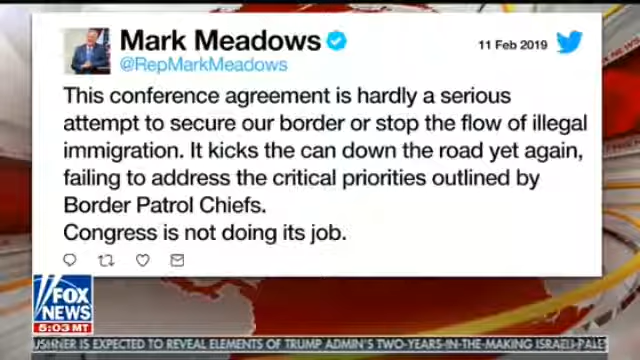 Mark Meadows
11 Feb 2019
@RepMarkMeadows
This conference agreement is hardly a serious
attempt to secure our border or stop the flow of illegal
immigration. It kicks the can down the road yet again,
failing to address the critical priorities outlined by
Border Patrol Chiefs.
Congress is not doing its job.
FOX
NEWS
5:03 MT
IS EXPECTED TO REVEAL ELEMENTS OF TRUMP ADMIN'S TWO-YEARS-IN-THE-MAKING